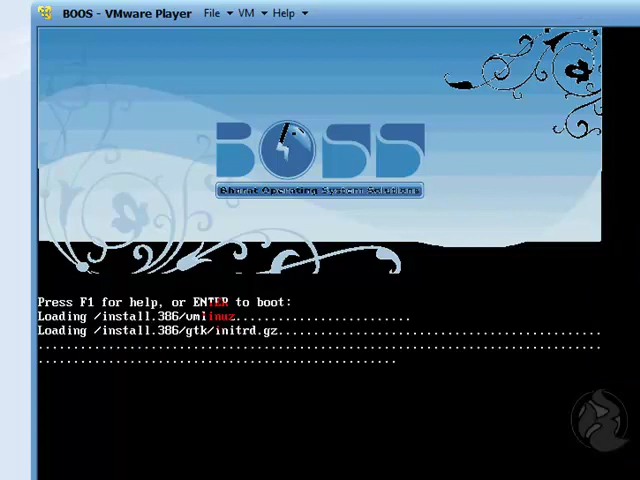 BOOS - VMware Player File VM Help
BOSS
Bharat Operating System Solutions
Press F1 for help, or ENTER to boot:
Loading /install.386/vmlinuz.........................
Loading /install.386/gtk/initrd.gz..............................................
................................................................................
...................................................